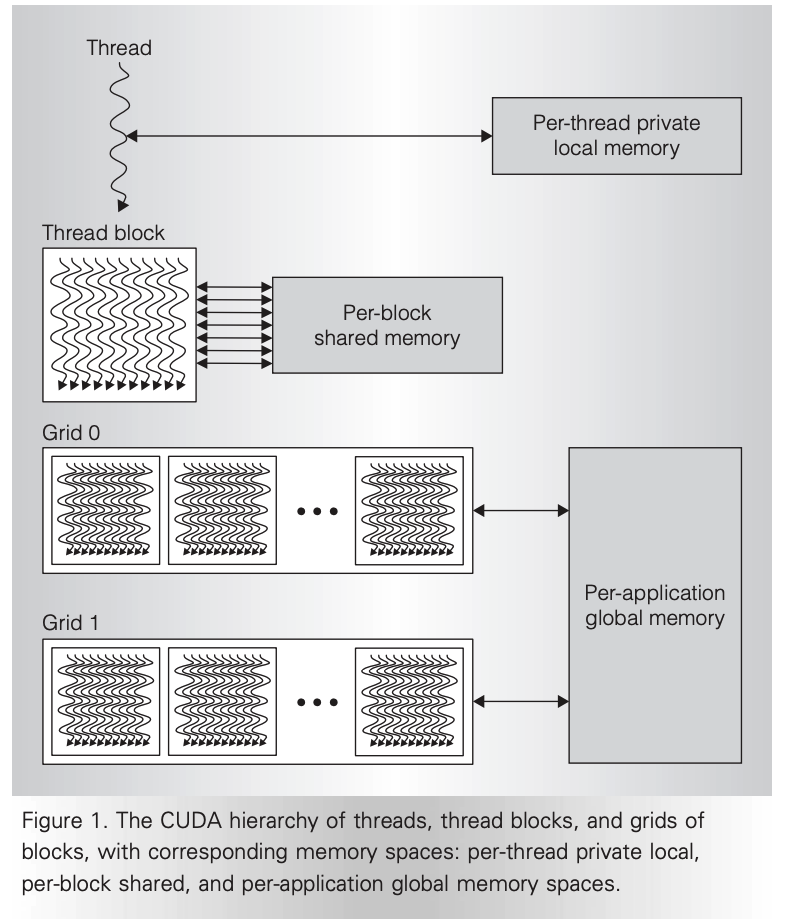 Thread
Per-thread private
local memory
Thread block
Per-block
shared memory
Grid 0
Per-application
global memory
Grid 1
Figure 1. The CUDA hierarchy of threads, thread blocks, and grids of
blocks, with corresponding memory spaces: per-thread private local,
per-block shared, and per-application global memory spaces.